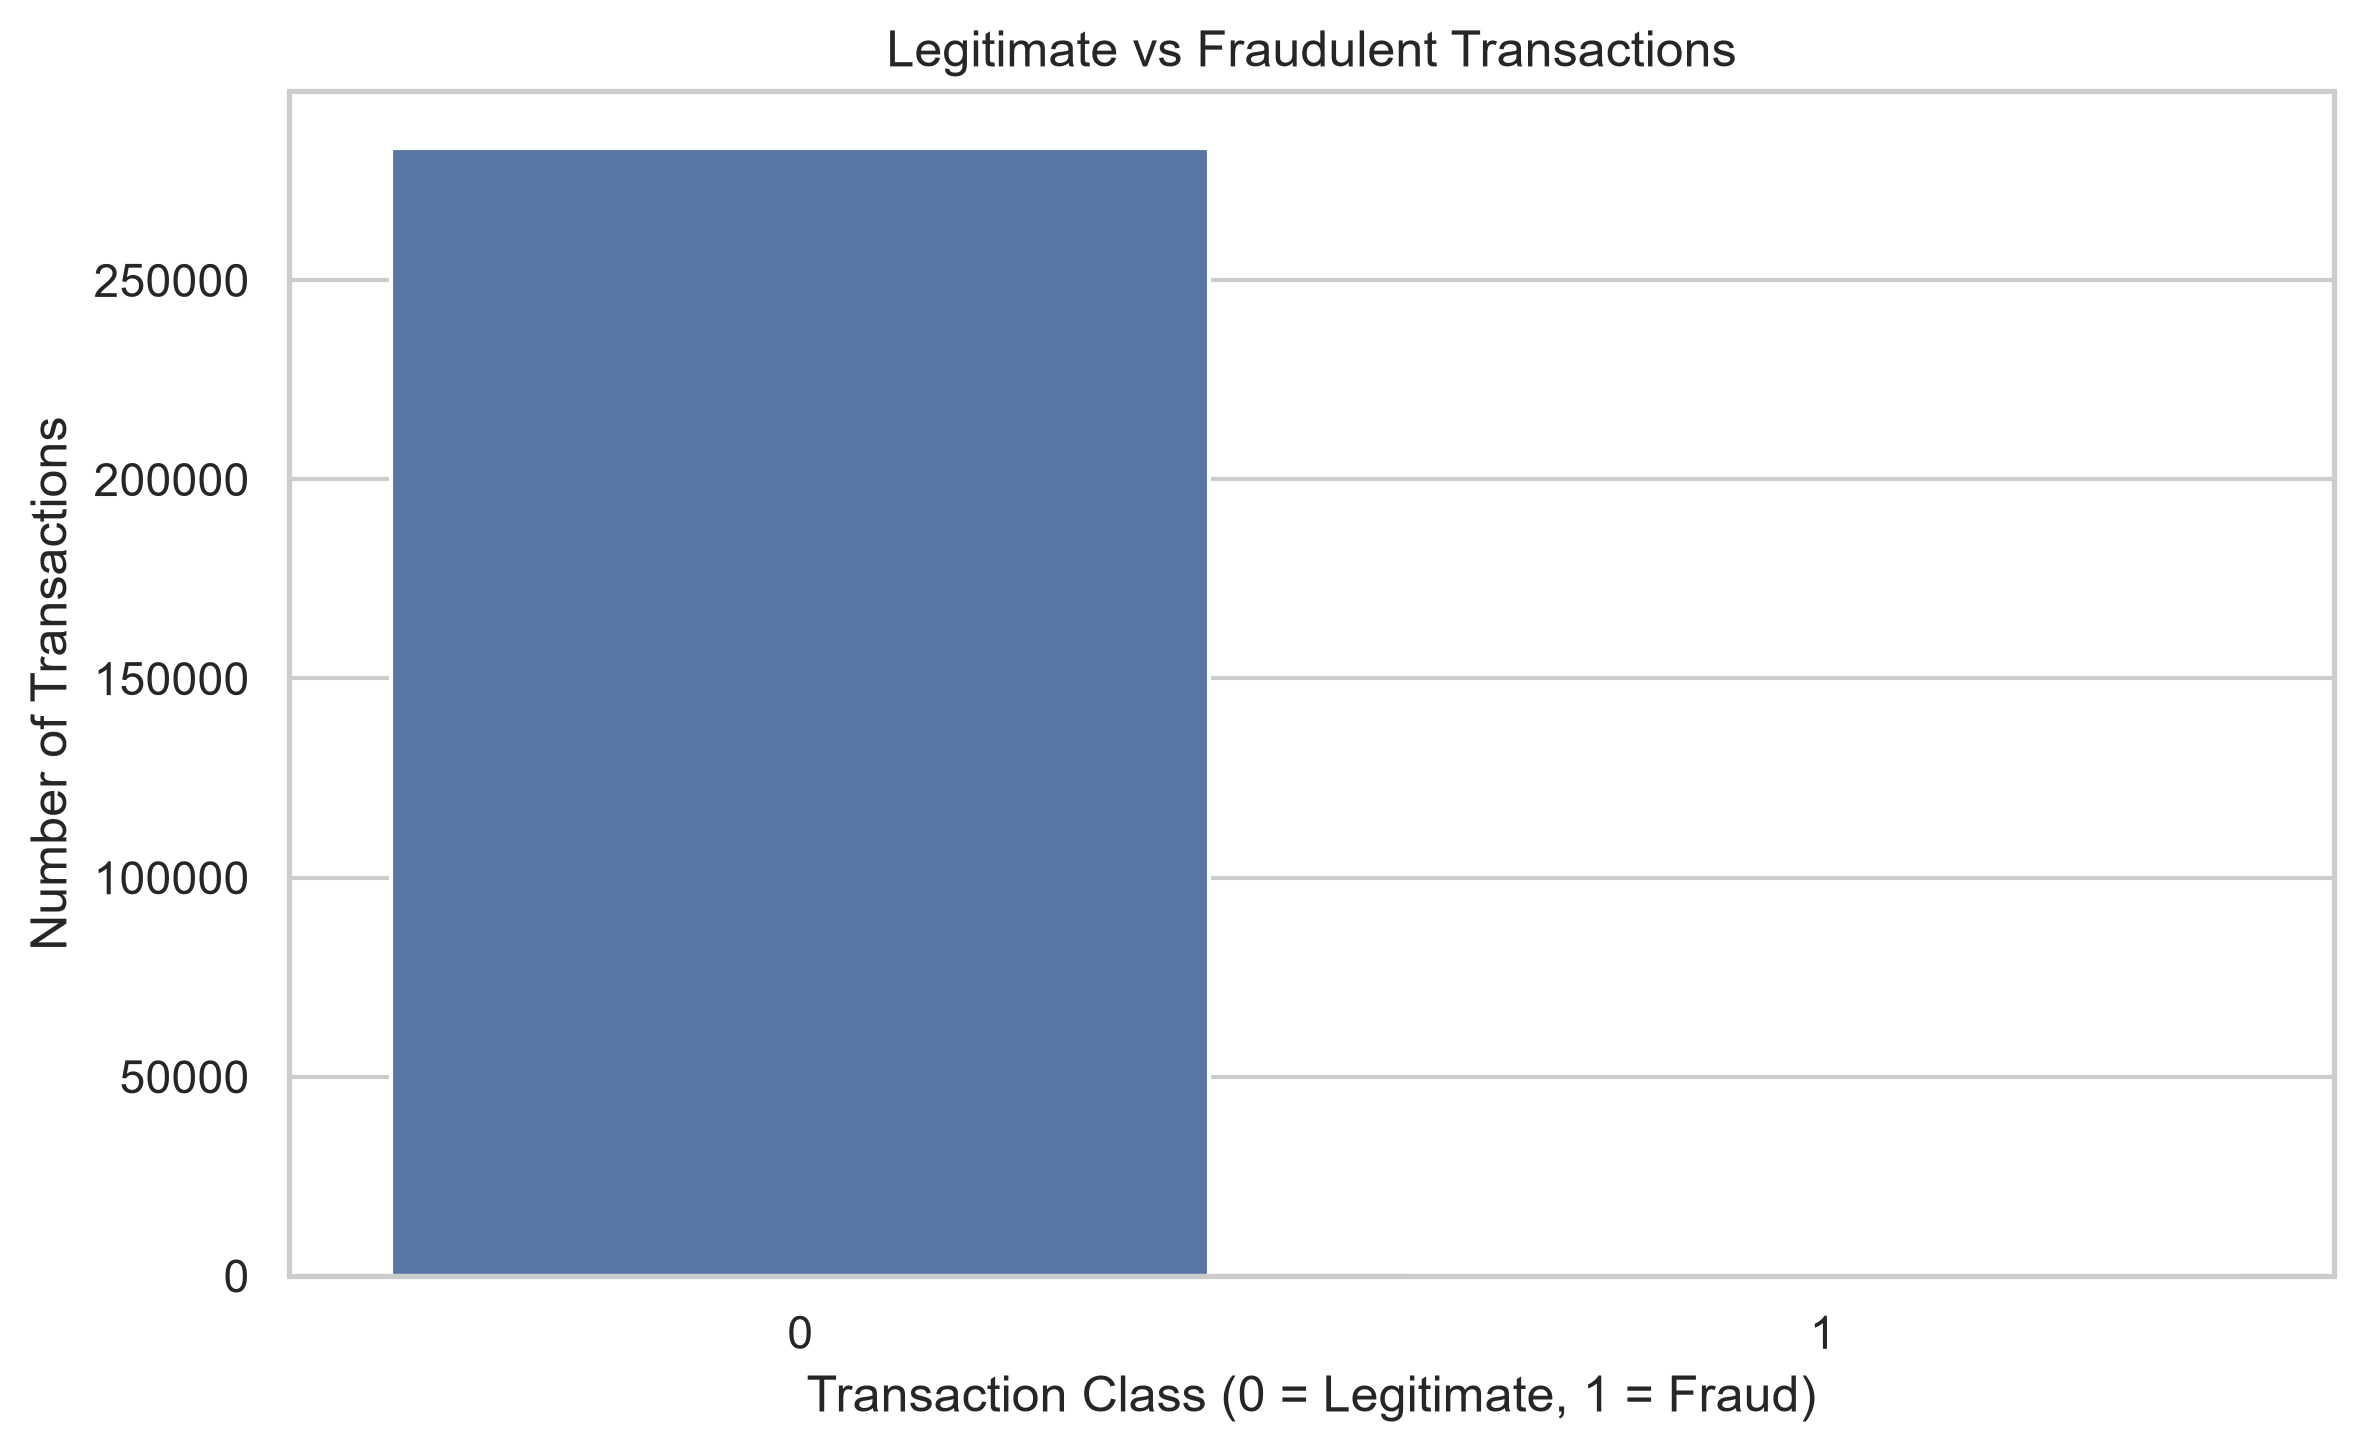 Legitimate vs Fraudulent Transactions
250000
200000
150000
100000
50000
0
Number of Transactions
0 1
Transaction Class (0 = Legitimate, 1 = Fraud)